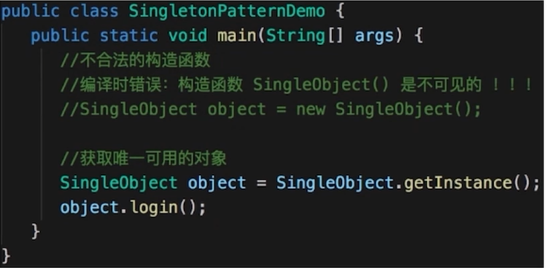 public class SingletonPatternDemo {
public static void main(String[] args) {
//不合法的构造函数
//编译时错误：构造函数 SingleObject() 是不可见的 ！！！
//SingleObject object = new SingleObject();
//获取唯一可用的对象
SingleObject object = SingleObject.getInstance();
object.login();
}
}